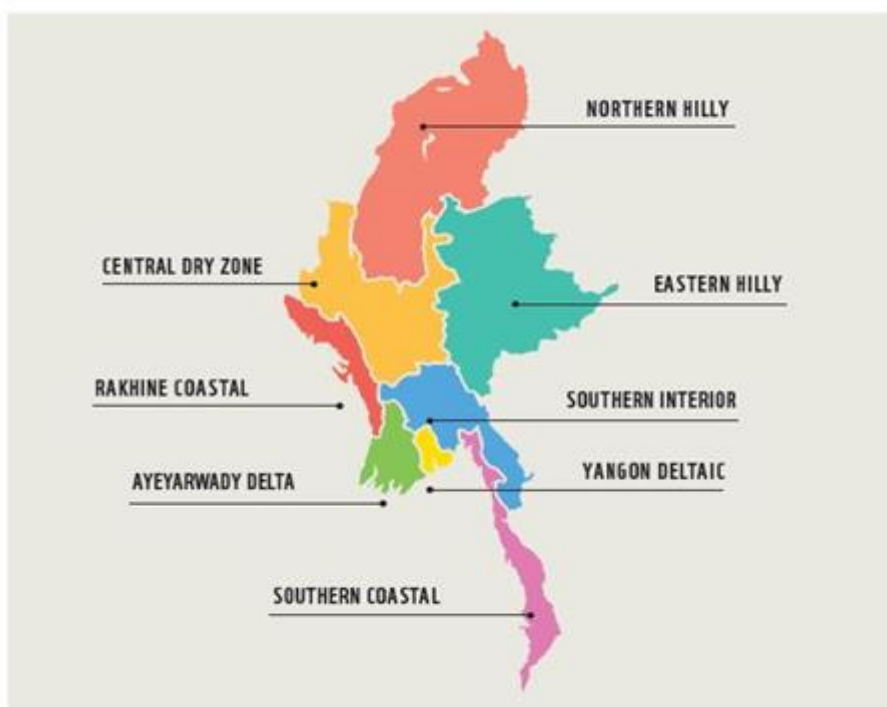 NORTHERN HILLY
CENTRAL DRY ZONE
EASTERN HILLY
RAKHINE COASTAL
SOUTHERN INTERIOR
AYEYARWADY DELTA
YANGON DELTAIC
SOUTHERN COASTAL